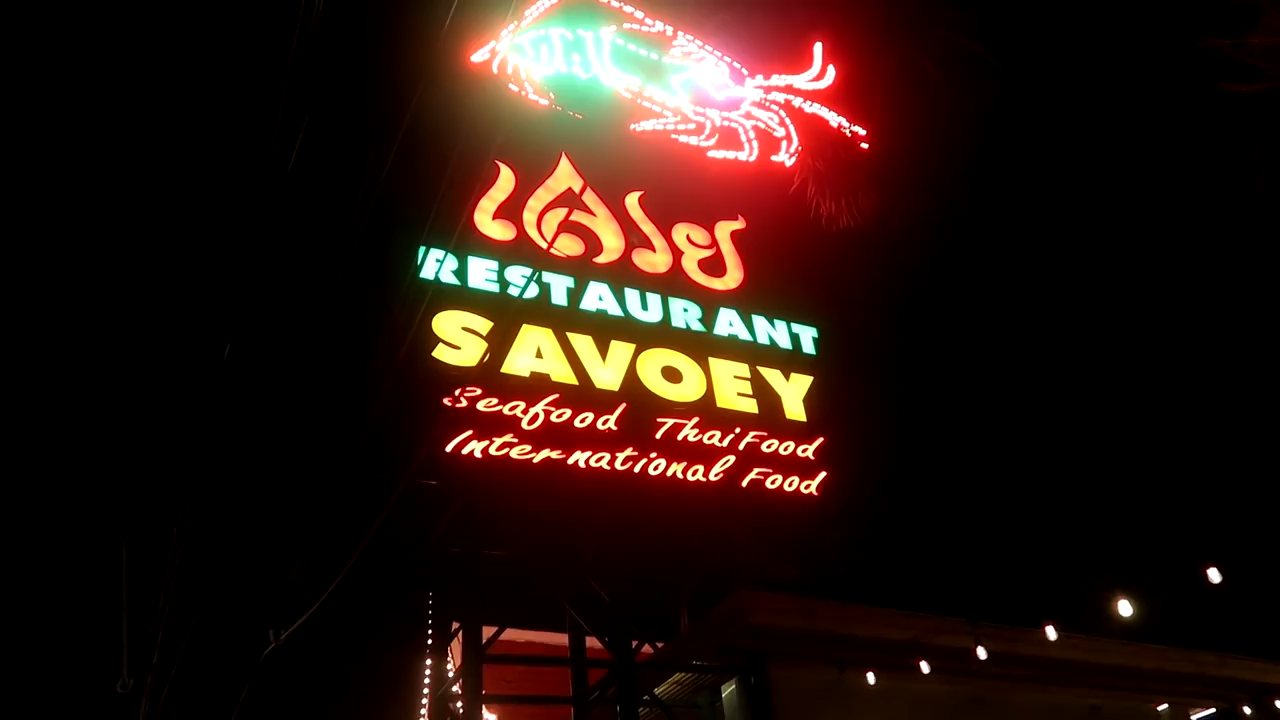 เสวย
RESTAURANT
SAVOEY
Seafood Thai Food
International Food